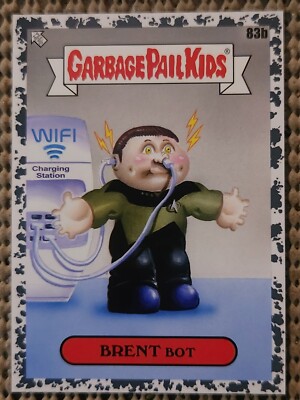 83b
GARBAGE PAIL KIDS®
WIFI
Charging
Station
BRENT BOT